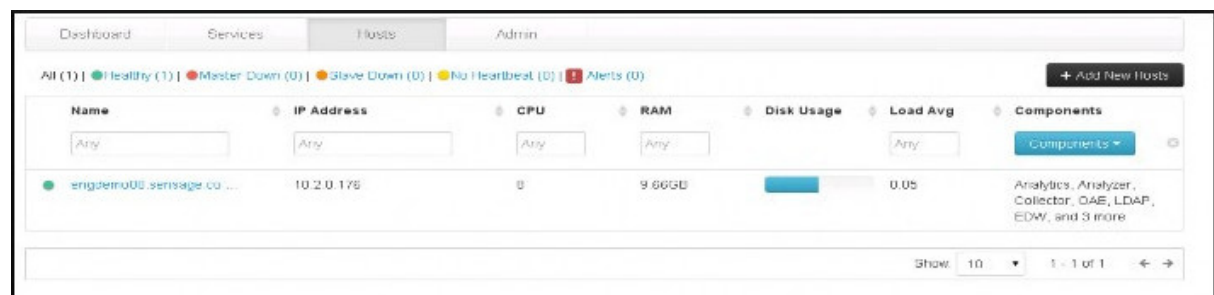 Dashboard Services Hosts Admin
All (1) | Healthy (1) | Master Down (0) | Slave Down (0) | No Heartbeat (0) | ! Alerts (0) + Add New Hosts
Name IP Address CPU RAM Disk Usage Load Avg Components
Any Any Any Any Any Components
engdemo08.sensage.co ... 10.2.0.176 9.66GB 0.05 Analytics, Analyzer,
Collector, OAE, LDAP,
EDW, and 3 more
Show: 10 1 - 1 of 1 ← →